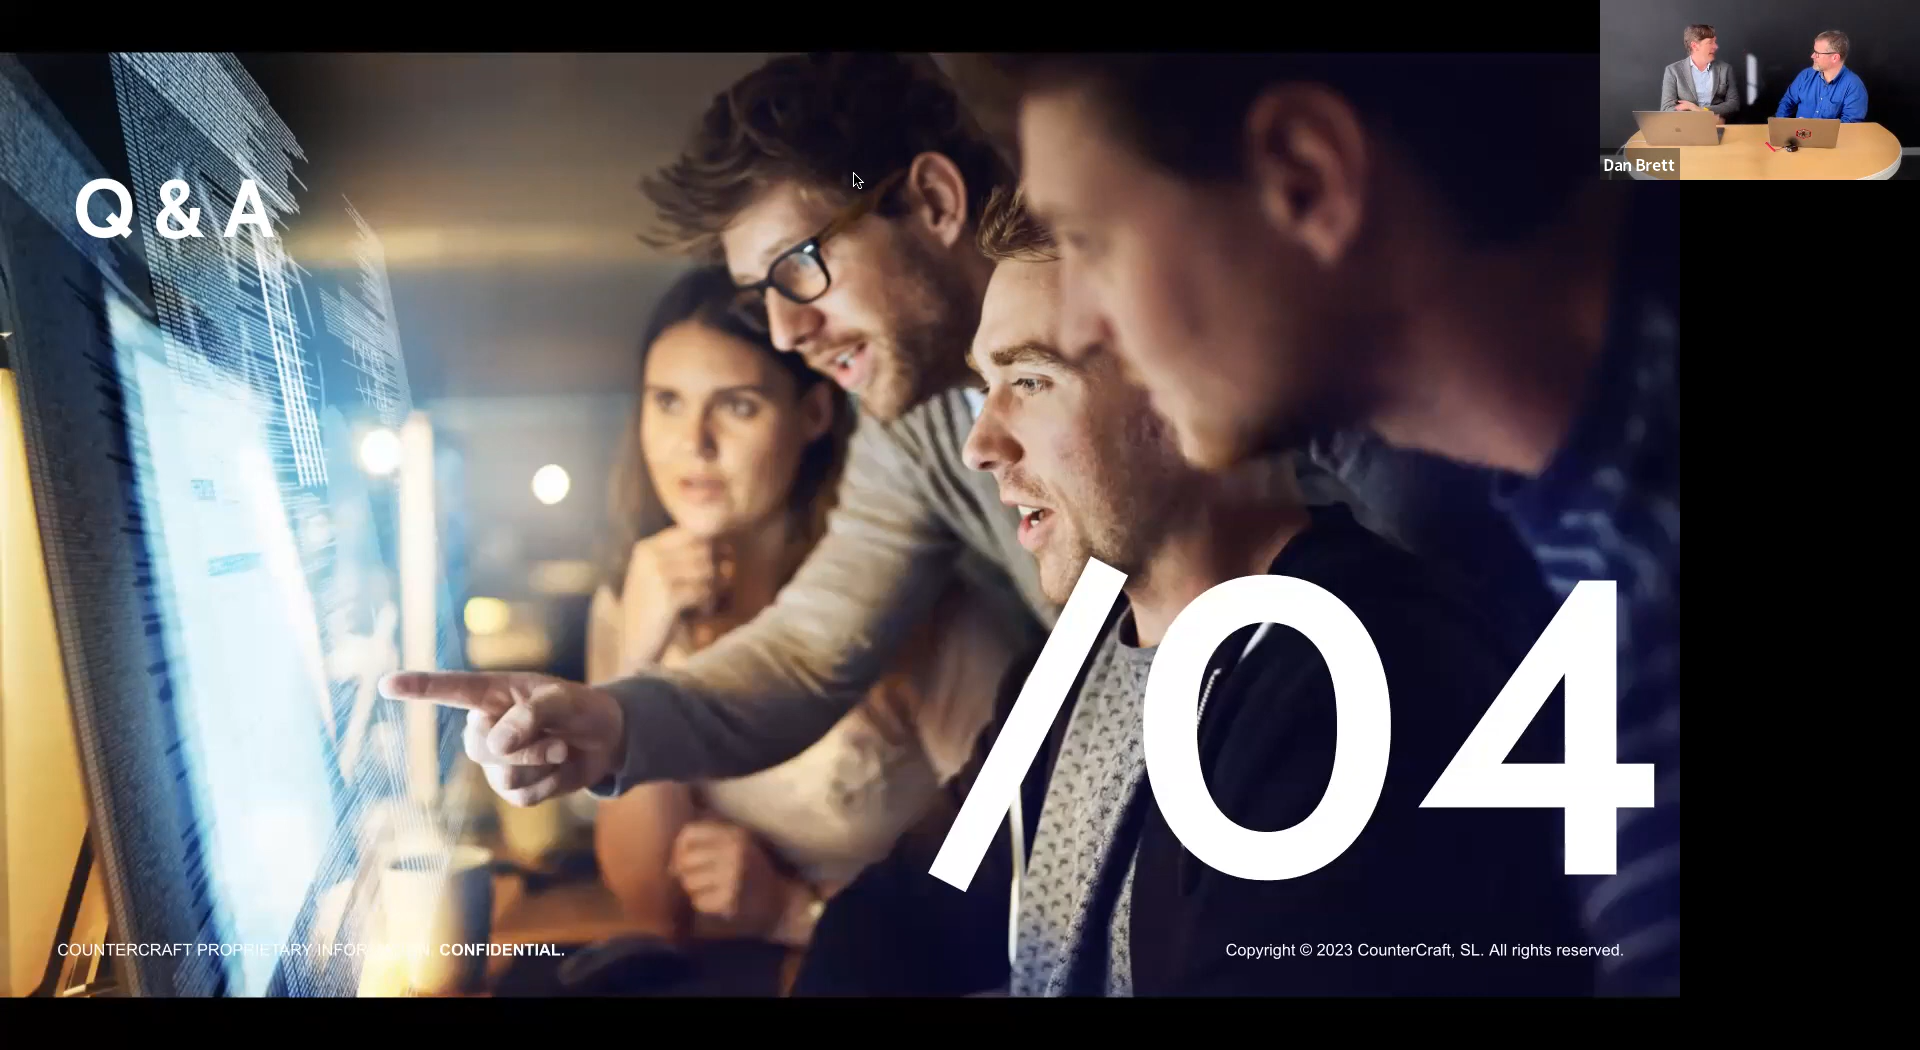 Q & A
Dan Brett
/04
COUNTERCRAFT PROPRIETARY INFORMATION. CONFIDENTIAL.
Copyright © 2023 CounterCraft, SL. All rights reserved.